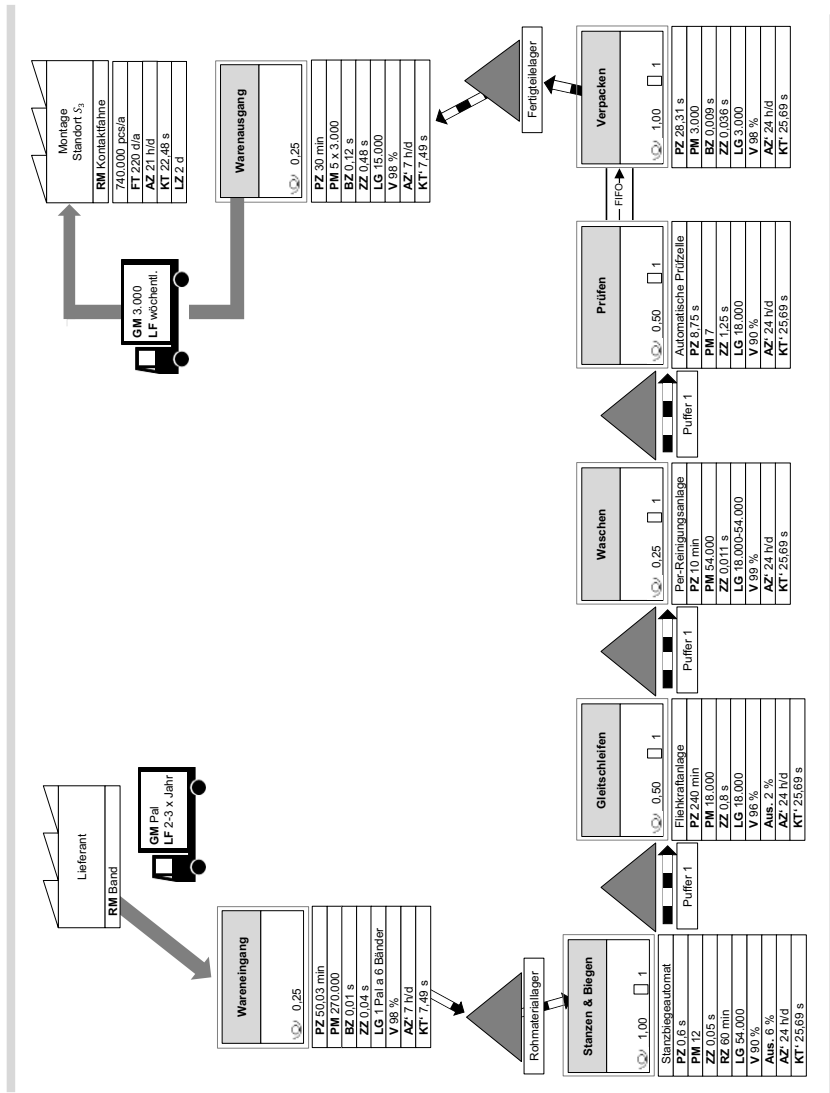 Lieferant
RM Band
GM Pal
LF 2-3 x Jahr
GM 3.000
LF wöchentl.
Montage
Standort S₃
RM Kontaktfahne
740.000 pcs/a
FT 220 d/a
AZ 21 h/d
KT 22,48 s
LZ 2 d
Wareneingang
0,25
PZ 50,03 min
PM 270.000
BZ 0,01 s
ZZ 0,04 s
LG 1 Pal. a 6 Bänder
V 98 %
AZ' 7 h/d
KT' 7,49 s
Warenausgang
0,25
PZ 30 min
PM 5 x 3.000
BZ 0,12 s
ZZ 0,48 s
LG 15.000
V 98 %
AZ' 7 h/d
KT' 7,49 s
Rohmateriallager
Fertigteilelager
Stanzen & Biegen
1,00 1
Stanzbiegeautomat
PZ 0,6 s
PM 12
ZZ 0,05 s
RZ 60 min
LG 54.000
V 90 %
Aus. 6 %
AZ' 24 h/d
KT' 25,69 s
Puffer 1
Gleitschleifen
0,50 1
Fliehkraftanlage
PZ 240 min
PM 18.000
ZZ 0,8 s
LG 18.000
V 96 %
Aus. 2 %
AZ' 24 h/d
KT' 25,69 s
Puffer 1
Waschen
0,25 1
Per-Reinigungsanlage
PZ 10 min
PM 54.000
ZZ 0,011 s
LG 18.000-54.000
V 99 %
AZ' 24 h/d
KT' 25,69 s
Puffer 1
Prüfen
0,50 1
Automatische Prüfzelle
PZ 8,75 s
PM 7
ZZ 1,25 s
LG 18.000
V 90 %
AZ' 24 h/d
KT' 25,69 s
FIFO
Verpacken
1,00 1
PZ 28,31 s
PM 3.000
BZ 0,009 s
ZZ 0,036 s
LG 3.000
V 98 %
AZ' 24 h/d
KT' 25,69 s